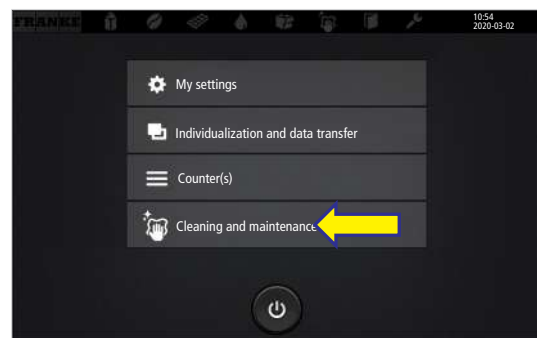 FRANKE
10:54
2020-03-02
My settings
Individualization and data transfer
Counter(s)
Cleaning and maintenance